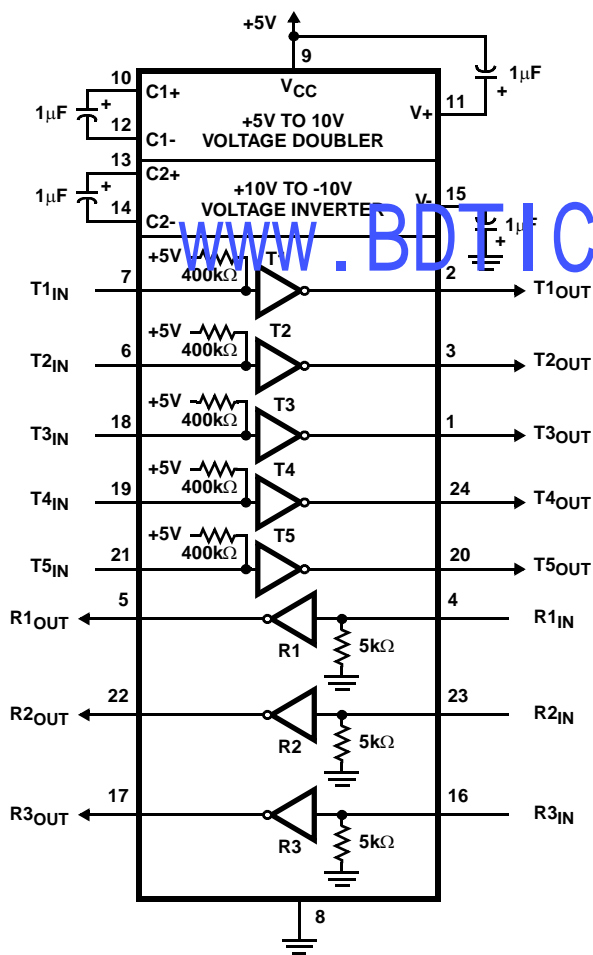 +5V
9
10
C1+
1μF
+
12
C1-
VCC
+5V TO 10V
VOLTAGE DOUBLER
V+
11
1μF
+
13
C2+
1μF
+
14
C2-
+10V TO -10V
VOLTAGE INVERTER
V-
15
1μF
+
www.BDTIC
T1IN
7
+5V
400kΩ
T1
2
T1OUT
T2IN
6
+5V
400kΩ
T2
3
T2OUT
T3IN
18
+5V
400kΩ
T3
1
T3OUT
T4IN
19
+5V
400kΩ
T4
24
T4OUT
T5IN
21
+5V
400kΩ
T5
20
T5OUT
R1OUT
5
R1
5kΩ
4
R1IN
R2OUT
22
R2
5kΩ
23
R2IN
R3OUT
17
R3
5kΩ
16
R3IN
8